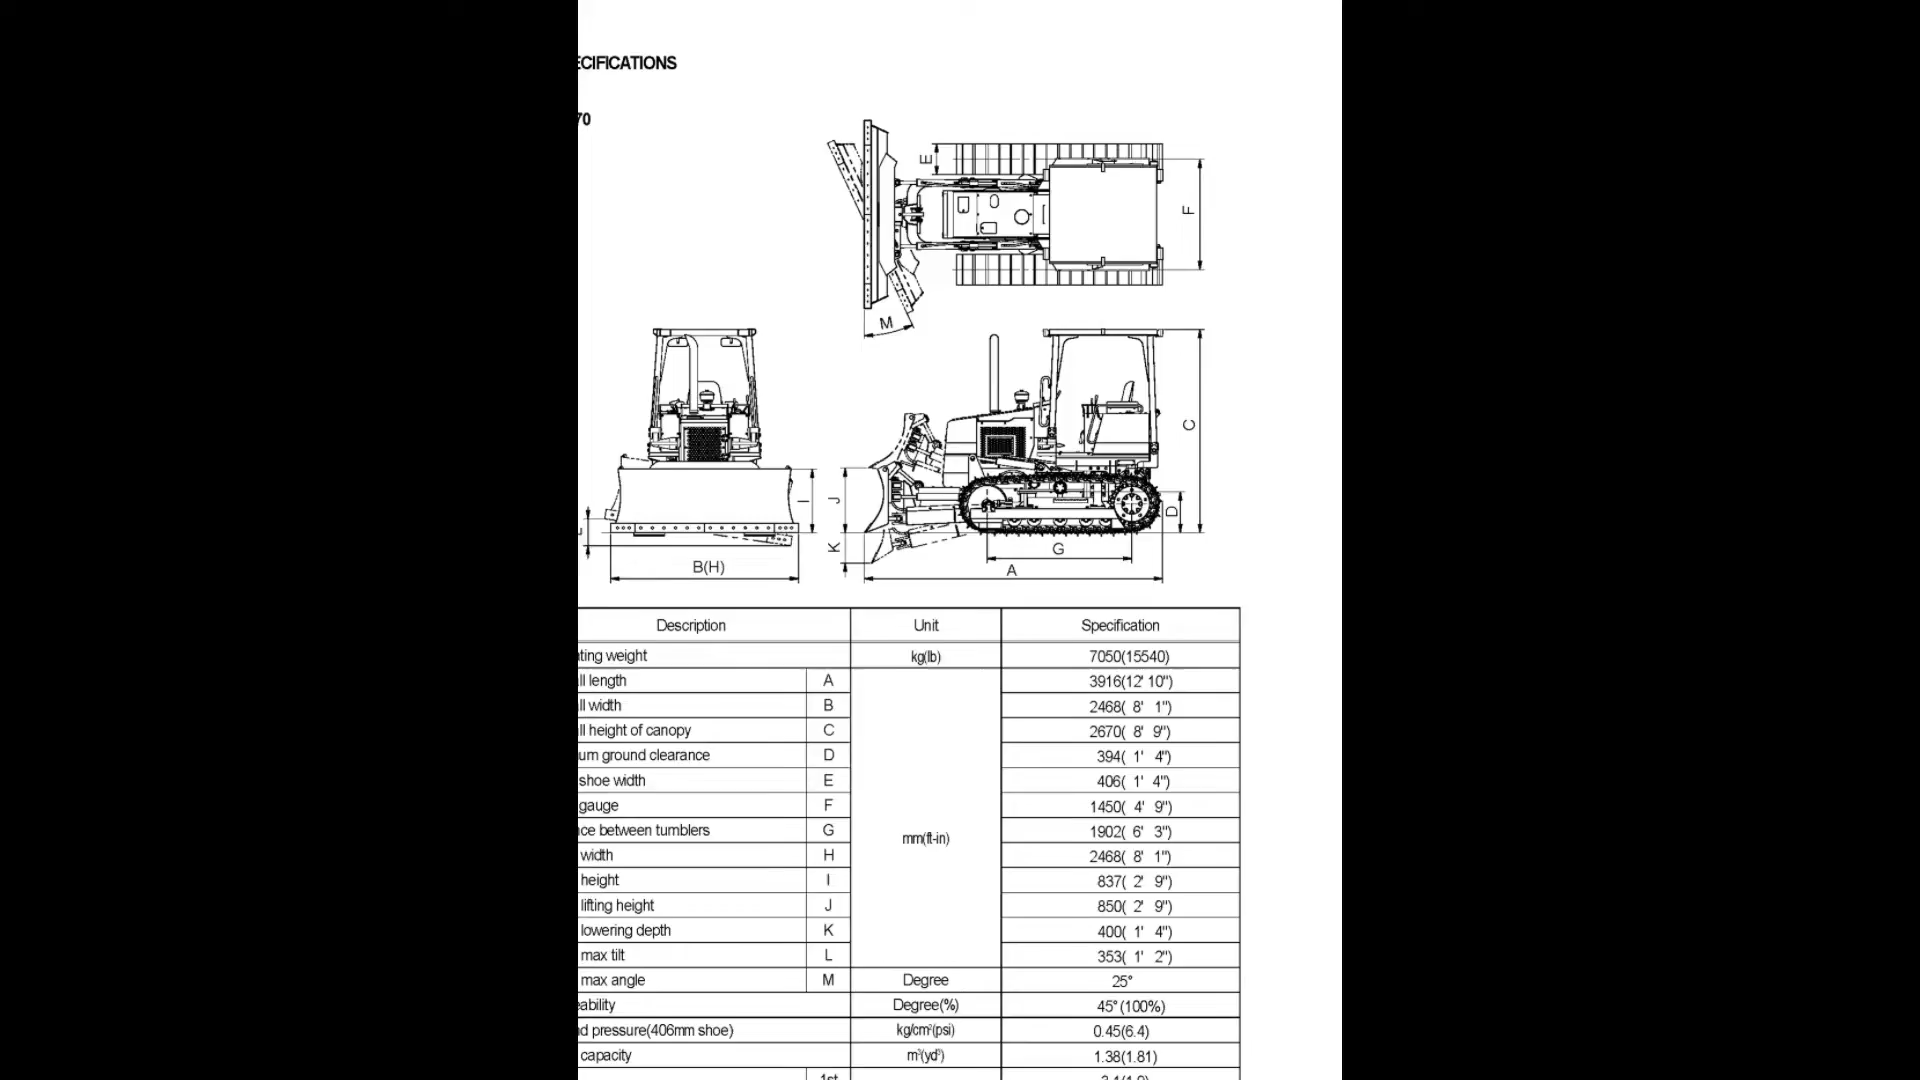 ECIFICATIONS
70
E
F
M
C
J
I
D
K
L
G
A
B(H)
Description Unit Specification
ating weight kg(lb) 7050(15540)
ll length A 3916(12' 10")
ll width B 2468( 8' 1")
ll height of canopy C 2670( 8' 9")
um ground clearance D 394( 1' 4")
shoe width E 406( 1' 4")
gauge F 1450( 4' 9")
nce between tumblers G mm(ft-in) 1902( 6' 3")
width H 2468( 8' 1")
height I 837( 2' 9")
lifting height J 850( 2' 9")
lowering depth K 400( 1' 4")
max tilt L 353( 1' 2")
max angle M Degree 25°
eability Degree(%) 45°(100%)
nd pressure(406mm shoe) kg/cm²(psi) 0.45(6.4)
capacity m³(yd³) 1.38(1.81)
1st